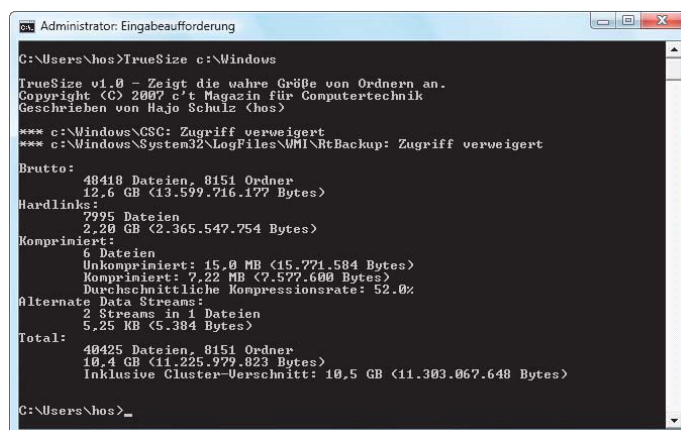 Administrator: Eingabeaufforderung
C:\Users\hos>TrueSize c:\Windows
TrueSize v1.0 – Zeigt die wahre Größe von Ordnern an.
Copyright (C) 2007 c't Magazin für Computertechnik
Geschrieben von Hajo Schulz (hos)
*** c:\Windows\CSC: Zugriff verweigert
*** c:\Windows\System32\LogFiles\WMI\RtBackup: Zugriff verweigert
Brutto:
48418 Dateien, 8151 Ordner
12,6 GB (13.599.716.177 Bytes)
Hardlinks:
7995 Dateien
2,20 GB (2.365.547.754 Bytes)
Komprimiert:
6 Dateien
Unkomprimiert: 15,0 MB (15.771.584 Bytes)
Komprimiert: 7,22 MB (7.577.600 Bytes)
Durchschnittliche Kompressionsrate: 52.0%
Alternate Data Streams:
2 Streams in 1 Dateien
5,25 KB (5.384 Bytes)
Total:
40425 Dateien, 8151 Ordner
10,4 GB (11.225.979.823 Bytes)
Inklusive Cluster-Verschnitt: 10,5 GB (11.303.067.648 Bytes)
C:\Users\hos>_